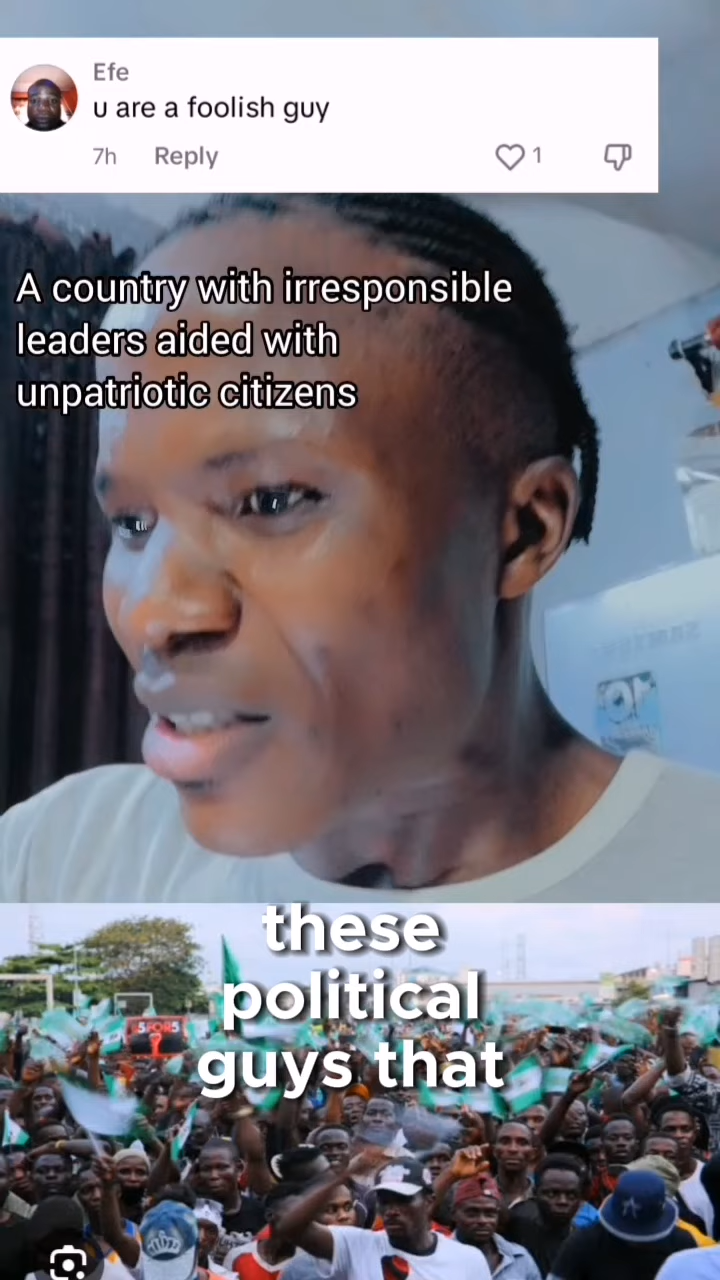 Efe
u are a foolish guy
7h Reply 1
A country with irresponsible
leaders aided with
unpatriotic citizens
these
political
guys that
5FOR5